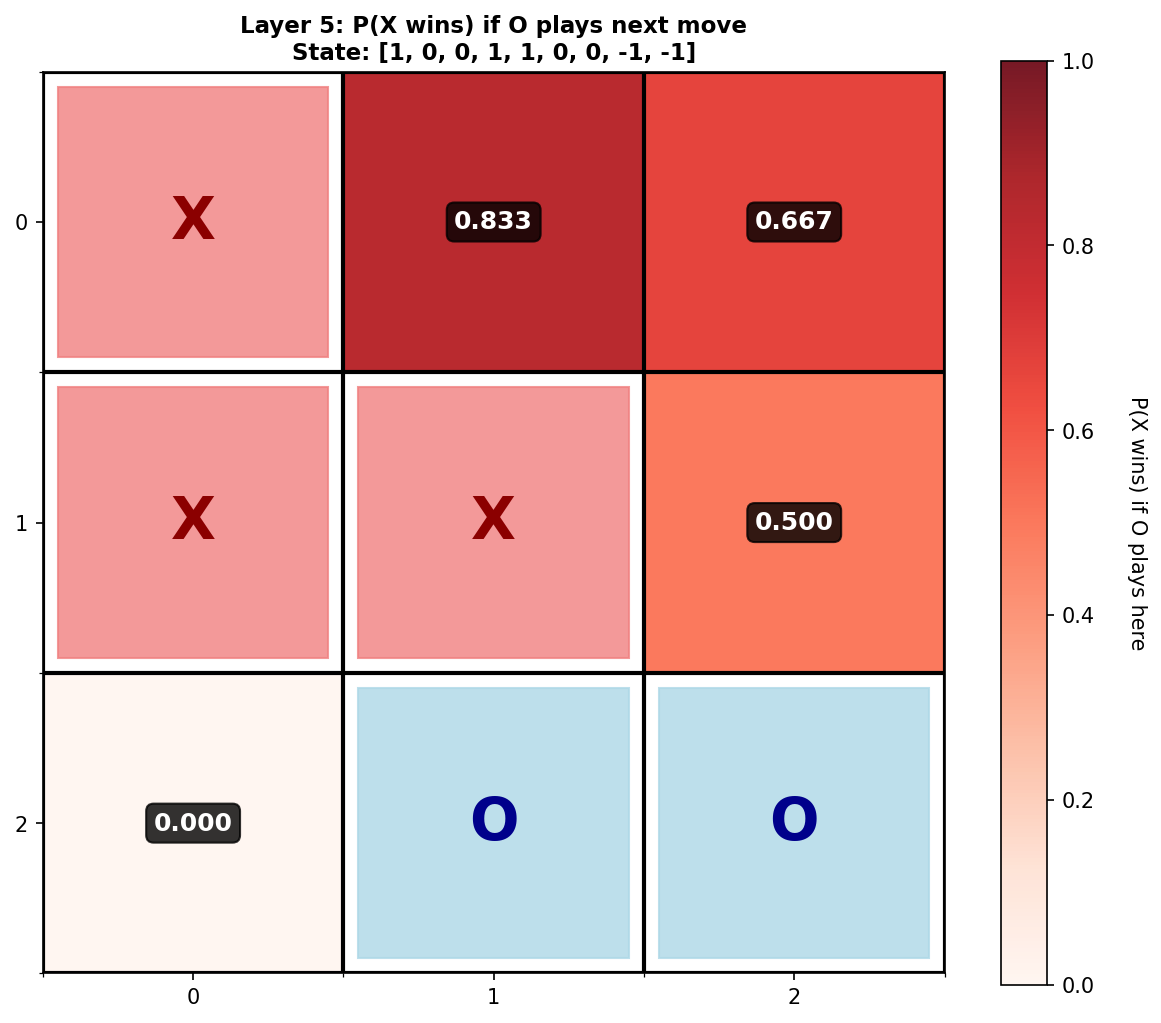 Layer 5: P(X wins) if O plays next move
State: [1, 0, 0, 1, 1, 0, 0, -1, -1]
0
X
0.833
0.667
1
X
X
0.500
2
0.000
O
O
0
1
2
1.0
0.8
0.6
0.4
0.2
0.0
P(X wins) if O plays here